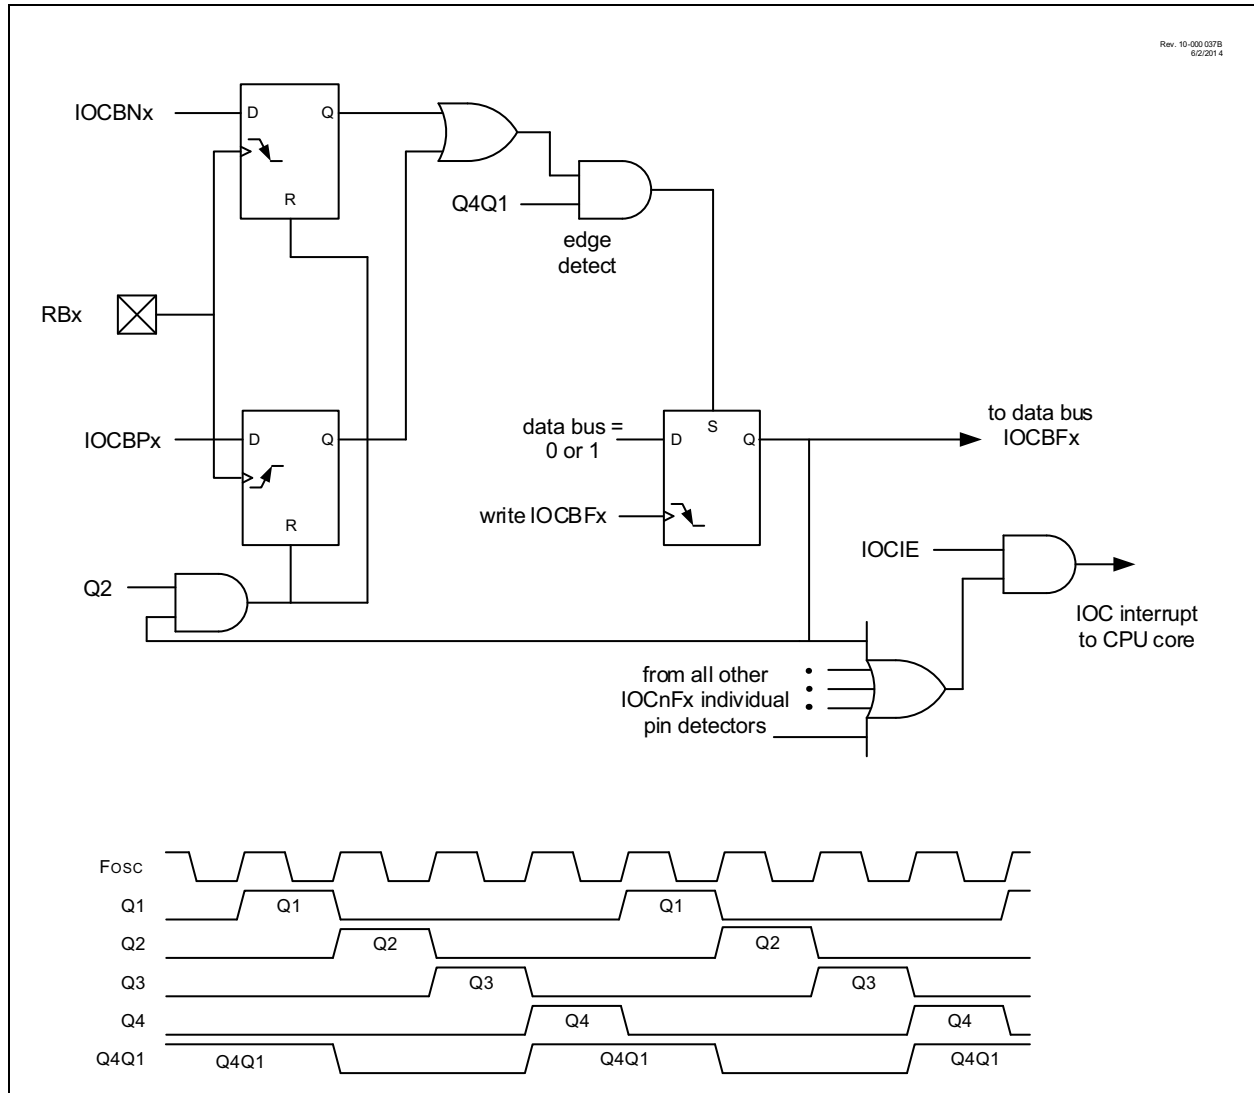 Rev. 10-000 037B
6/2/201 4
IOCBNx
D
Q
R
Q4Q1
edge
detect
RBx
IOCBPx
D
Q
R
data bus =
0 or 1
D
S
Q
write IOCBFx
to data bus
IOCBFx
IOCIE
IOC interrupt
to CPU core
Q2
from all other
IOCnFx individual
pin detectors
FOSC
Q1
Q1
Q1
Q2
Q2
Q2
Q3
Q3
Q3
Q4
Q4
Q4
Q4Q1
Q4Q1
Q4Q1
Q4Q1